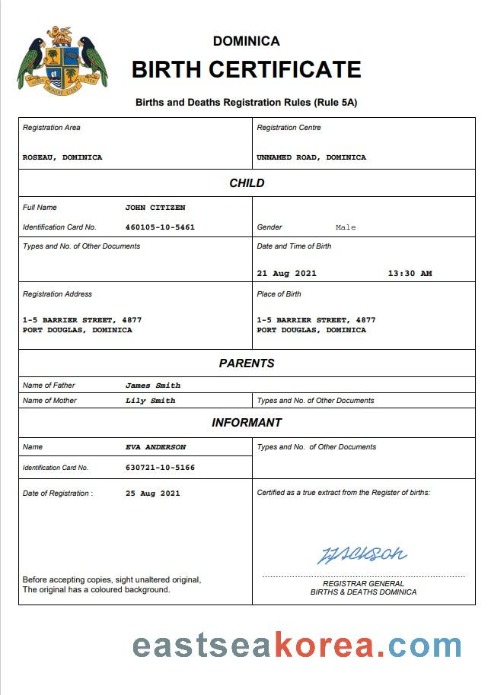 DOMINICA
BIRTH CERTIFICATE
Births and Deaths Registration Rules (Rule 5A)
Registration Area
Registration Centre
ROSEAU, DOMINICA
UNNAMED ROAD, DOMINICA
CHILD
Full Name JOHN CITIZEN
Identification Card No. 460105-10-5461
Gender Male
Types and No. of Other Documents
Date and Time of Birth
21 Aug 2021 13:30 AM
Registration Address
Place of Birth
1-5 BARRIER STREET, 4877
PORT DOUGLAS, DOMINICA
1-5 BARRIER STREET, 4877
PORT DOUGLAS, DOMINICA
PARENTS
Name of Father James Smith
Name of Mother Lily Smith
Types and No. of Other Documents
INFORMANT
Name EVA ANDERSON
Types and No. of Other Documents
Identification Card No. 630721-10-5166
Date of Registration : 25 Aug 2021
Certified as a true extract from the Register of births:
Before accepting copies, sight unaltered original,
The original has a coloured background.
REGISTRAR GENERAL
BIRTHS & DEATHS DOMINICA
eastseakorea.com